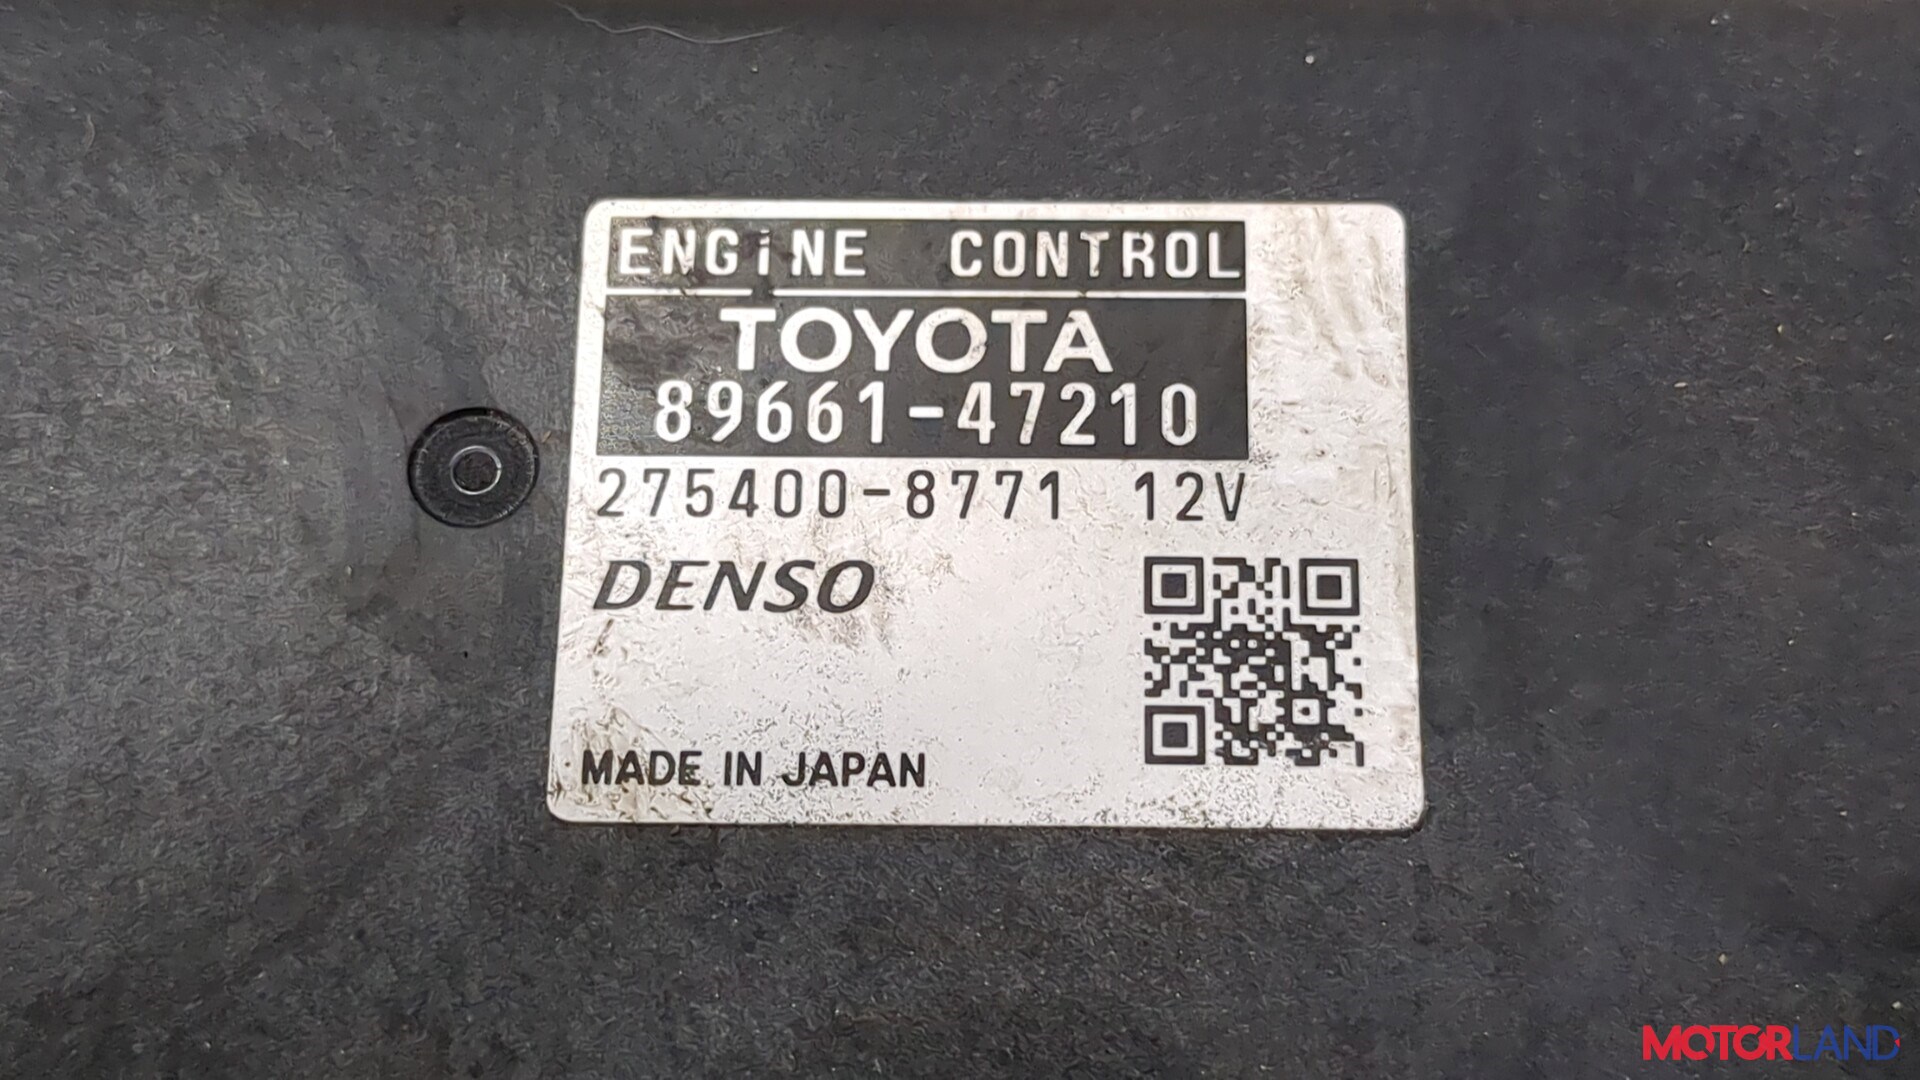 ENGiNE CONTROL
TOYOTA
89661-47210
275400-8771 12V
DENSO
MADE IN JAPAN
MOTORLAND